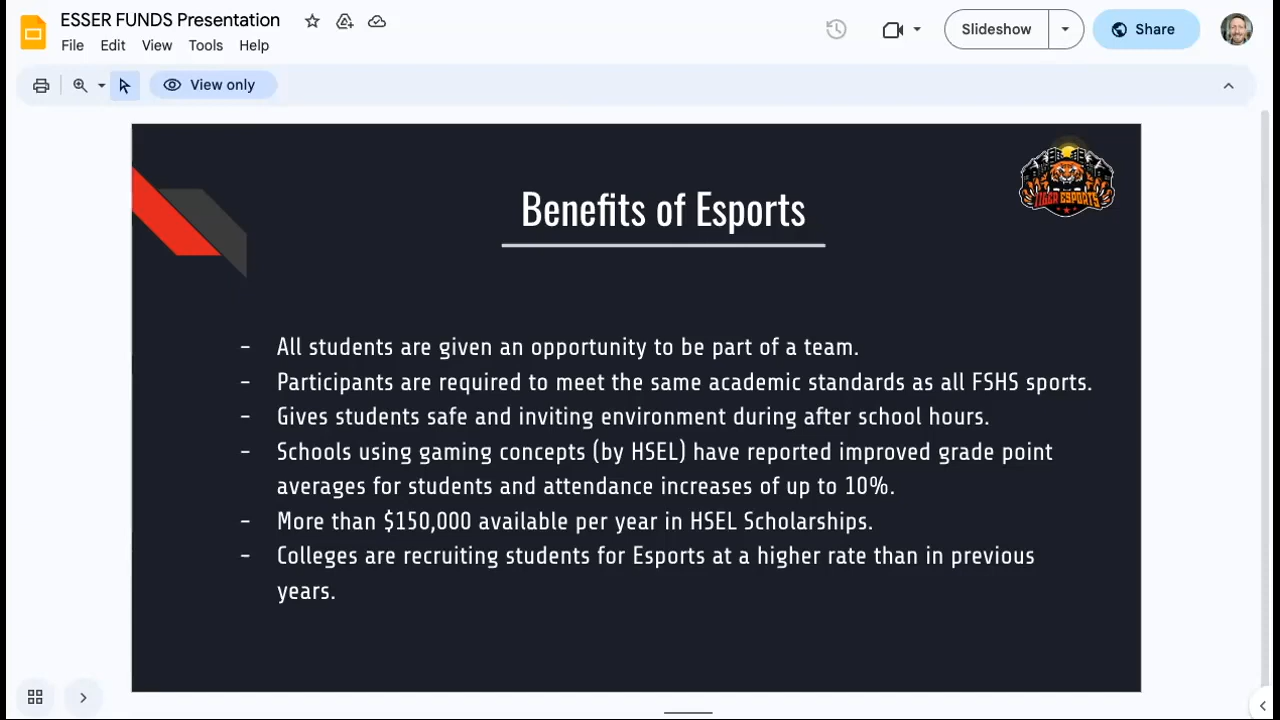 ESSER FUNDS Presentation
File Edit View Tools Help
Slideshow
Share
View only
TIGER ESPORTS
Benefits of Esports
- All students are given an opportunity to be part of a team.
- Participants are required to meet the same academic standards as all FSHS sports.
- Gives students safe and inviting environment during after school hours.
- Schools using gaming concepts (by HSEL) have reported improved grade point
averages for students and attendance increases of up to 10%.
- More than $150,000 available per year in HSEL Scholarships.
- Colleges are recruiting students for Esports at a higher rate than in previous
years.